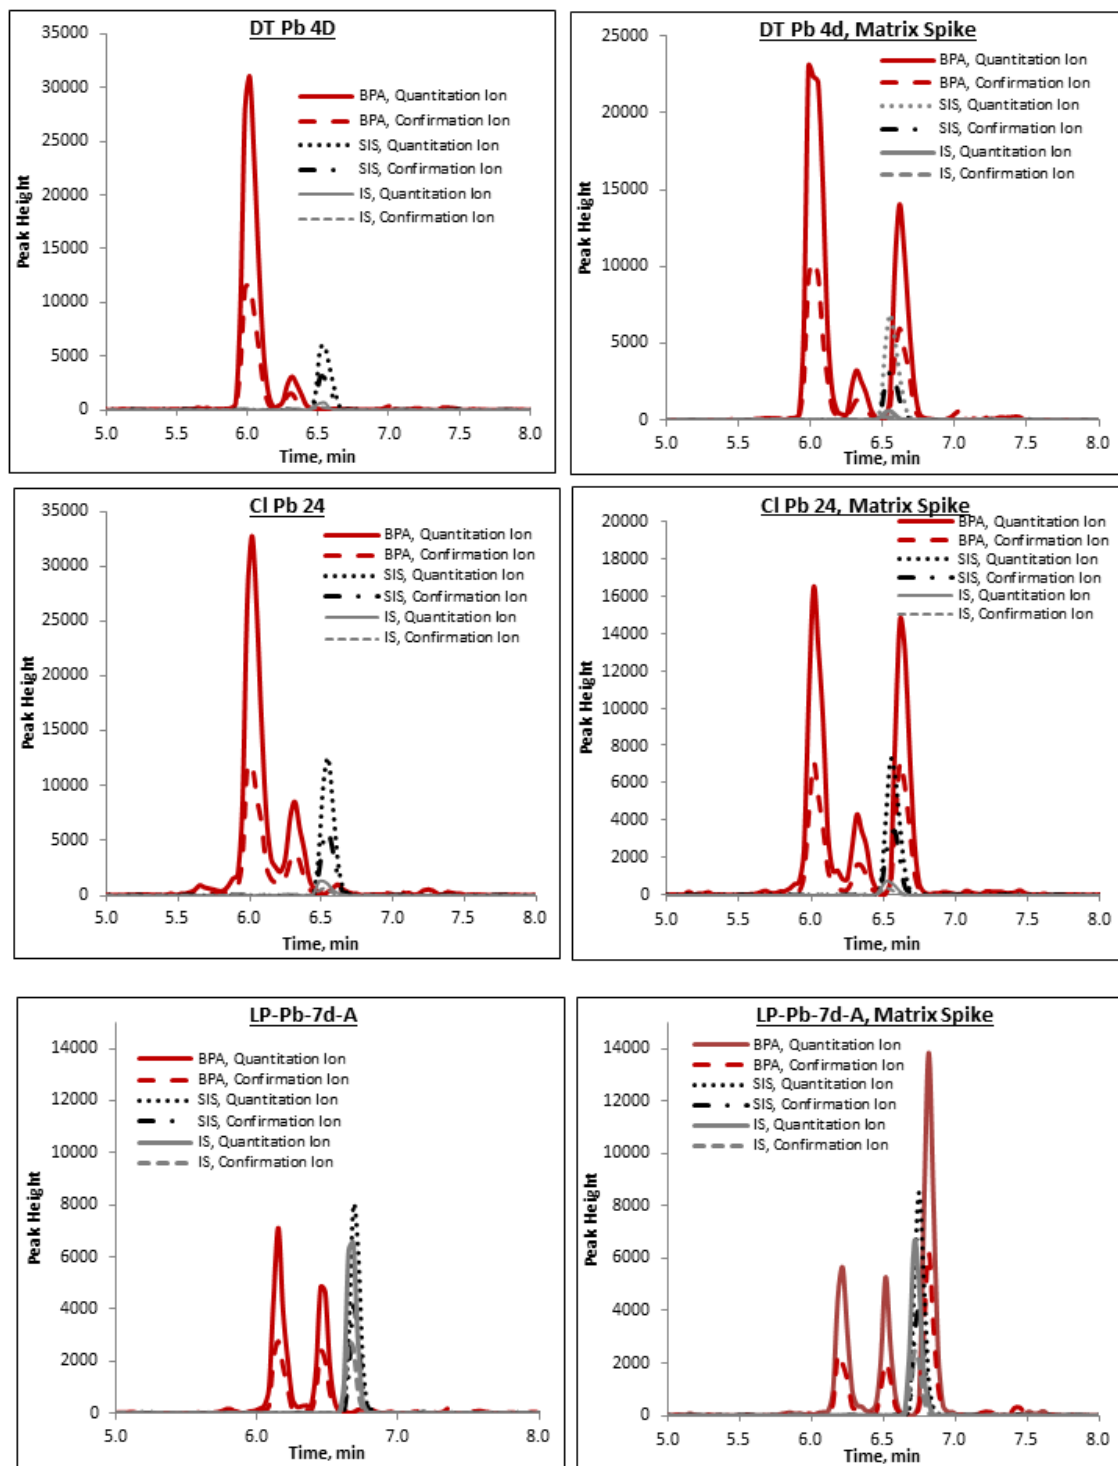 DT Pb 4D
35000
30000
25000
20000
15000
10000
5000
0
Peak Height
BPA, Quantitation Ion
BPA, Confirmation Ion
SIS, Quantitation Ion
SIS, Confirmation Ion
IS, Quantitation Ion
IS, Confirmation Ion
5.0 5.5 6.0 6.5 7.0 7.5 8.0
Time, min
DT Pb 4d, Matrix Spike
25000
20000
15000
10000
5000
0
Peak Height
BPA, Quantitation Ion
BPA, Confirmation Ion
SIS, Quantitation Ion
SIS, Confirmation Ion
IS, Quantitation Ion
IS, Confirmation Ion
5.0 5.5 6.0 6.5 7.0 7.5 8.0
Time, min
Cl Pb 24
35000
30000
25000
20000
15000
10000
5000
0
Peak Height
BPA, Quantitation Ion
BPA, Confirmation Ion
SIS, Quantitation Ion
SIS, Confirmation Ion
IS, Quantitation Ion
IS, Confirmation Ion
5.0 5.5 6.0 6.5 7.0 7.5 8.0
Time, min
Cl Pb 24, Matrix Spike
20000
18000
16000
14000
12000
10000
8000
6000
4000
2000
0
Peak Height
BPA, Quantitation Ion
BPA, Confirmation Ion
SIS, Quantitation Ion
SIS, Confirmation Ion
IS, Quantitation Ion
IS, Confirmation Ion
5.0 5.5 6.0 6.5 7.0 7.5 8.0
Time, min
LP-Pb-7d-A
14000
12000
10000
8000
6000
4000
2000
0
Peak Height
BPA, Quantitation Ion
BPA, Confirmation Ion
SIS, Quantitation Ion
SIS, Confirmation Ion
IS, Quantitation Ion
IS, Confirmation Ion
5.0 6.0 7.0 8.0
Time, min
LP-Pb-7d-A, Matrix Spike
14000
12000
10000
8000
6000
4000
2000
0
Peak Height
BPA, Quantitation Ion
BPA, Confirmation Ion
SIS, Quantitation Ion
SIS, Confirmation Ion
IS, Quantitation Ion
IS, Confirmation Ion
5.0 5.5 6.0 6.5 7.0 7.5 8.0
Time, min